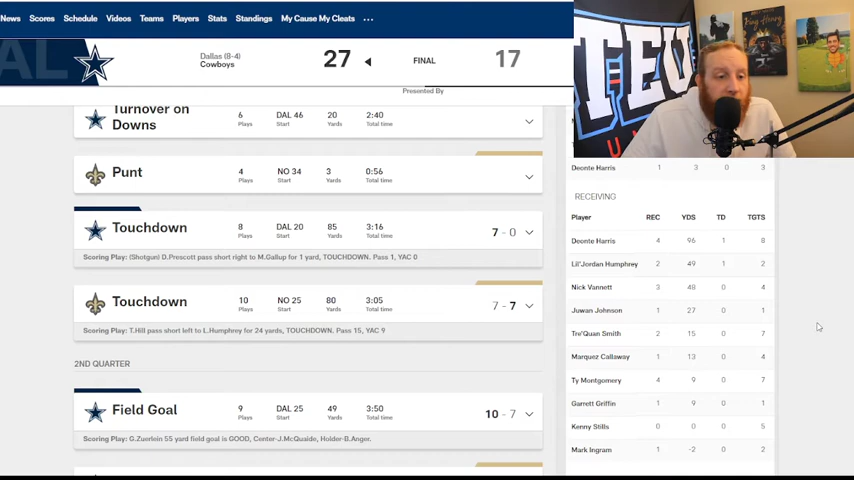 News Scores Schedule Videos Teams Players Stats Standings My Cause My Cleats ...
Dallas (8-4)
Cowboys
27
FINAL
17
Presented By
Turnover on
Downs
6 DAL 46 20 2:40
Plays Start Yards Total time
Punt
4 NO 34 3 0:56
Plays Start Yards Total time
Touchdown
8 DAL 20 85 3:16
Plays Start Yards Total time
7 - 0
Scoring Play: (Shotgun) D.Prescott pass short right to M.Gallup for 1 yard, TOUCHDOWN. Pass 1, YAC 0
Touchdown
10 NO 25 80 3:05
Plays Start Yards Total time
7 - 7
Scoring Play: T.Hill pass short left to L.Humphrey for 24 yards, TOUCHDOWN. Pass 15, YAC 9
2ND QUARTER
Field Goal
9 DAL 25 49 3:50
Plays Start Yards Total time
10 - 7
Scoring Play: G.Zuerlein 55 yard field goal is GOOD, Center-J.McQuaide, Holder-B.Anger.
TEU
Deonte Harris 1 3 0 3
RECEIVING
Player REC YDS TD TGTS
Deonte Harris 4 96 1 8
Lil'Jordan Humphrey 2 49 1 2
Nick Vannett 3 48 0 4
Juwan Johnson 1 27 0 1
Tre'Quan Smith 2 15 0 7
Marquez Callaway 1 13 0 4
Ty Montgomery 4 9 0 7
Garrett Griffin 1 9 0 1
Kenny Stills 0 0 0 5
Mark Ingram 1 -2 0 2